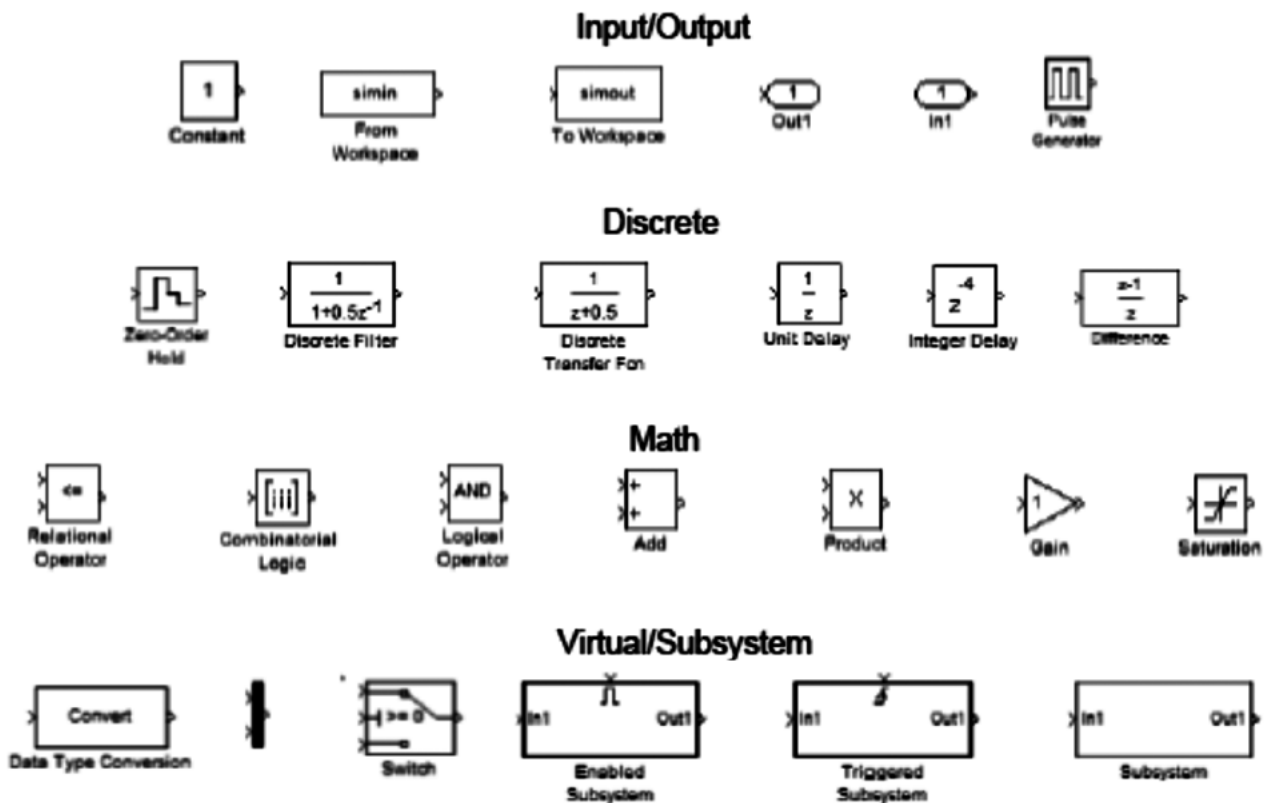 Input/Output
1
simin
simout
1
1
Constant
From
Workspace
To Workspace
Out1
In1
Pulse
Generator
Discrete
1
1+0.5z⁻¹
1
z+0.5
1
z
z⁻⁴
z-1
z
Zero-Order
Hold
Discrete Filter
Discrete
Transfer Fcn
Unit Delay
Integer Delay
Difference
Math
<=
AND
+
+
X
1
Relational
Operator
Combinatorial
Logic
Logical
Operator
Add
Product
Gain
Saturation
Virtual/Subsystem
Convert
>= 0
In1 Out1
In1 Out1
In1 Out1
Data Type Conversion
Switch
Enabled
Subsystem
Triggered
Subsystem
Subsystem